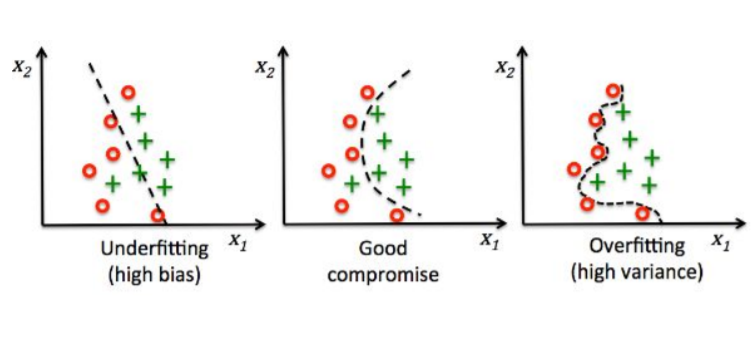 X2
X1
Underfitting
(high bias)
X2
X1
Good
compromise
X2
X1
Overfitting
(high variance)